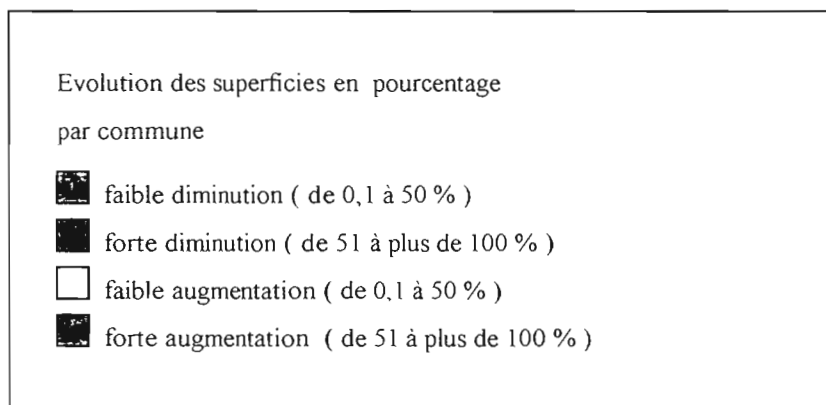 Evolution des superficies en pourcentage
par commune
faible diminution ( de 0,1 à 50 % )
forte diminution ( de 51 à plus de 100 % )
faible augmentation ( de 0,1 à 50 % )
forte augmentation ( de 51 à plus de 100 % )